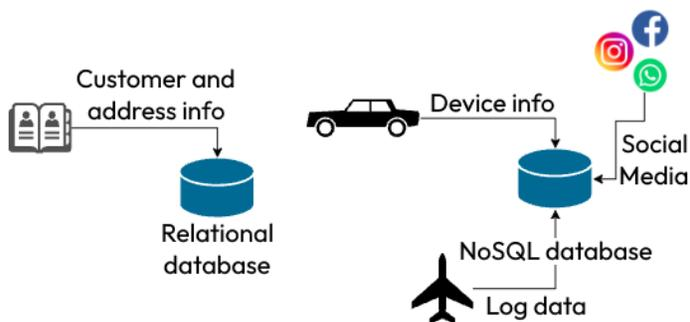 Customer and
address info
Relational
database
Device info
Social
Media
NoSQL database
Log data